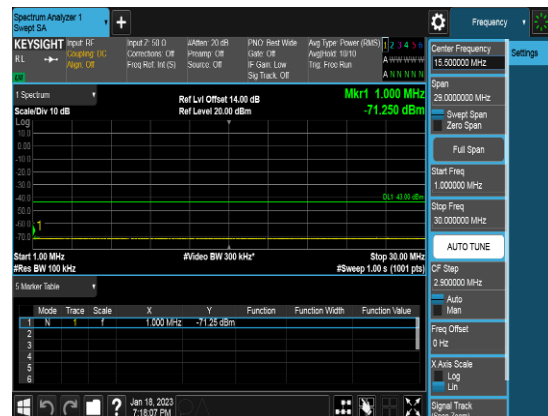 Spectrum Analyzer 1
Swept SA
+
Frequency
KEYSIGHT
Input: RF
Coupling: DC
Align: Off
Input Z: 50 Ω
Corrections: Off
Freq Ref: Int (S)
#Atten: 20 dB
Preamp: Off
Source: Off
PNO: Best Wide
Gate: Off
IF Gain: Low
Sig Track: Off
Avg Type: Power (RMS)
Avg|Hold: 10/10
Trig: Free Run
1 2 3 4 5 6
A W W W W W
A N N N N N
RL
LM
1 Spectrum
Scale/Div 10 dB
Log
Ref Lvl Offset 14.00 dB
Ref Level 20.00 dBm
Mkr1 1.000 MHz
-71.250 dBm
10.0
0.00
-10.0
-20.0
-30.0
-40.0
-50.0
-60.0
-70.0
1
DL1 -43.00 dBm
Start 1.00 MHz
#Res BW 100 kHz
#Video BW 300 kHz*
Stop 30.00 MHz
#Sweep 1.00 s (1001 pts)
5 Marker Table
Mode Trace Scale X Y Function Function Width Function Value
1 N 1 f 1.000 MHz -71.25 dBm
2
3
4
5
6
Jan 18, 2023
7:18:07 PM
Center Frequency
15.500000 MHz
Settings
Span
29.0000000 MHz
Swept Span
Zero Span
Full Span
Start Freq
1.000000 MHz
Stop Freq
30.000000 MHz
AUTO TUNE
CF Step
2.900000 MHz
Auto
Man
Freq Offset
0 Hz
X Axis Scale
Log
Lin
Signal Track
(Span Zoom)